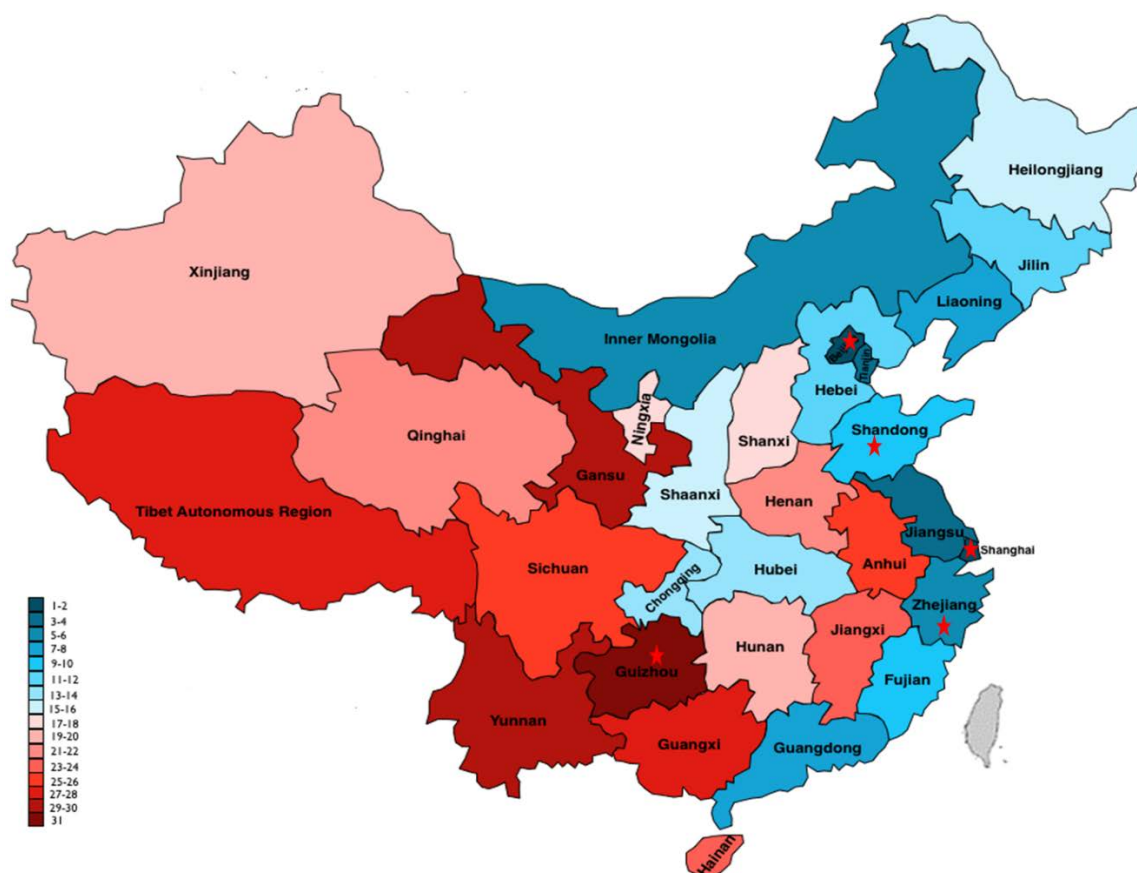 Heilongjiang
Jilin
Xinjiang
Liaoning
Inner Mongolia
Tianjin
Hebei
Ningxia
Shandong
Qinghai
Shanxi
Gansu
Shaanxi
Henan
Tibet Autonomous Region
Jiangsu
Shanghai
Sichuan
Anhui
Hubei
Chongqing
Zhejiang
Jiangxi
Hunan
Guizhou
Fujian
Yunnan
Guangxi
Guangdong
Hainan
1-2
3-4
5-6
7-8
9-10
11-12
13-14
15-16
17-18
19-20
21-22
23-24
25-26
27-28
29-30
31